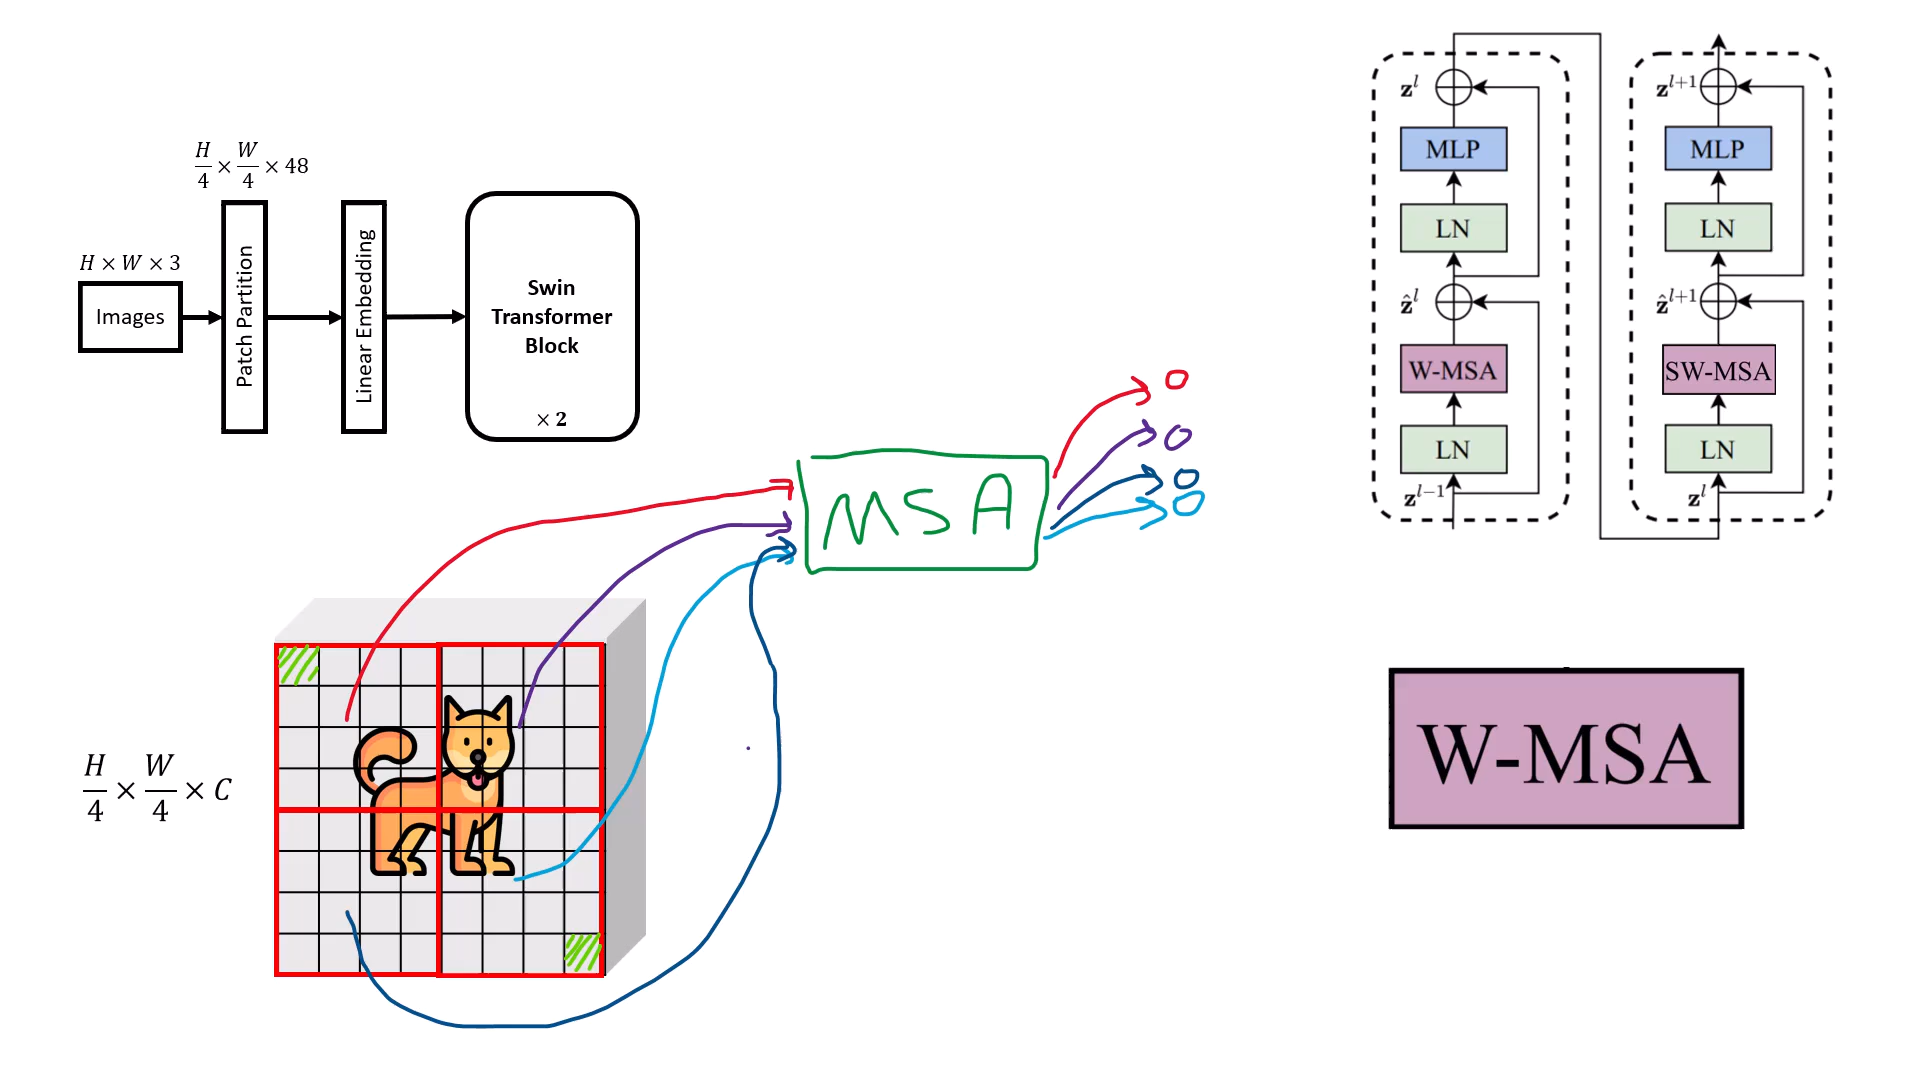 H/4 × W/4 × 48
H × W × 3
Images
Patch Partition
Linear Embedding
Swin
Transformer
Block
× 2
MSA
H/4 × W/4 × C
z^l
MLP
LN
ẑ^l
W-MSA
LN
z^{l-1}
z^{l+1}
MLP
LN
ẑ^{l+1}
SW-MSA
LN
z^l
W-MSA